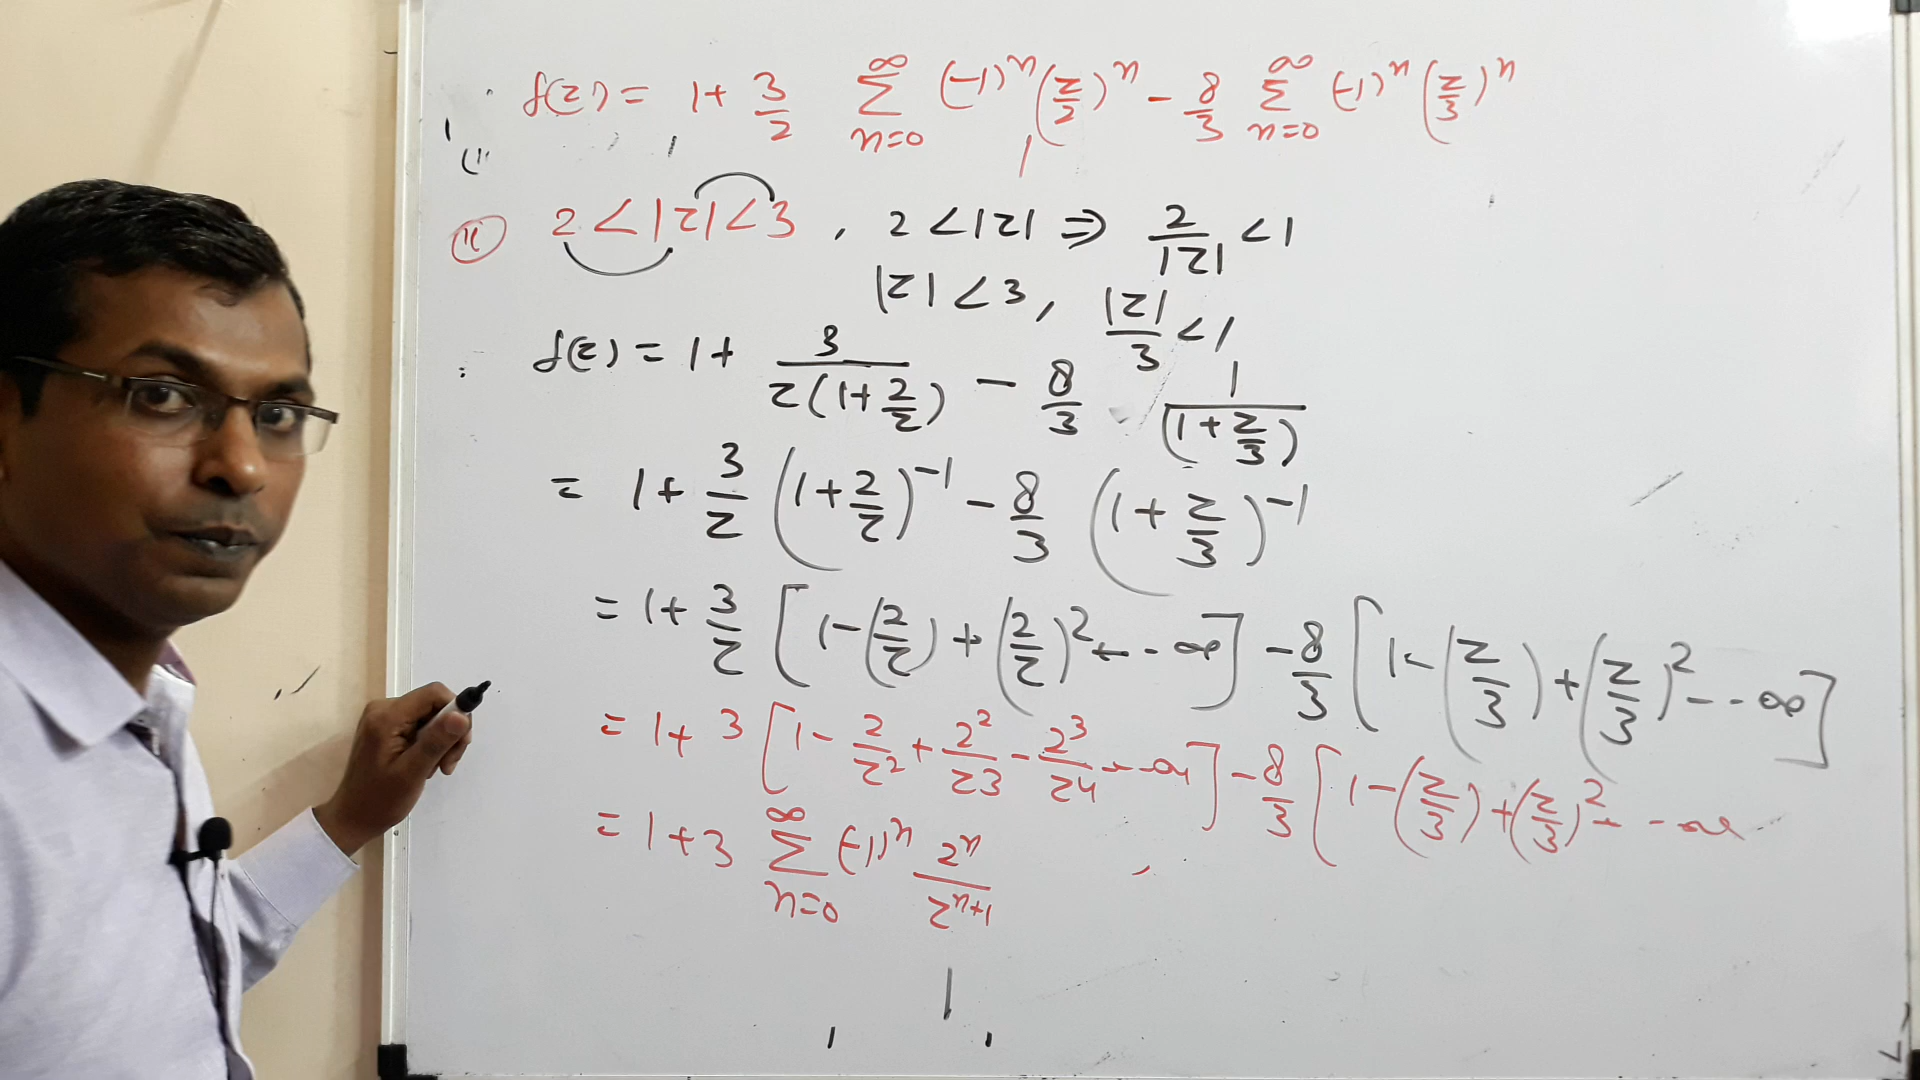 f(z) = 1 + 3/2 ∑_{n=0}^{∞} (-1)^n (z/2)^n - 8/3 ∑_{n=0}^{∞} (-1)^n (z/3)^n
(ii) 2 < |z| < 3 , 2 < |z| ⇒ 2/|z| < 1
|z| < 3 , |z|/3 < 1
f(z) = 1 + 3/(z(1+2/z)) - 8/3 1/(1+z/3)
= 1 + 3/z (1+2/z)^{-1} - 8/3 (1+z/3)^{-1}
= 1 + 3/z [1 - (2/z) + (2/z)^2 + -- ∞] - 8/3 [1 - (z/3) + (z/3)^2 --- ∞]
= 1 + 3 [1 - 2/z^2 + 2^2/z^3 - 2^3/z^4 + -- ∞] - 8/3 [1 - (z/3) + (z/3)^2 + -- ∞
= 1 + 3 ∑_{n=0}^{∞} (-1)^n 2^n/z^{n+1}